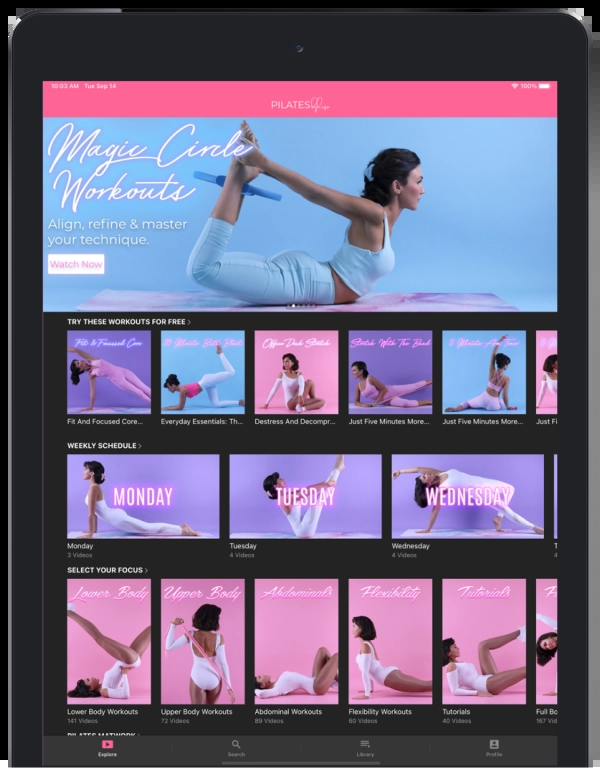 10:03 AM Tue Sep 14
100%
PILATES
Magic Circle
Workouts
Align, refine & master
your technique.
Watch Now
TRY THESE WORKOUTS FOR FREE >
Fit & Focused Core
10 Minute Butt Blast
Office Desk Stretch
Stretch With The Band
5 Minute Arm Toner
Fit And Focused Core...
Everyday Essentials: Th...
Destress And Decompr...
Just Five Minutes More...
Just Five Minutes More...
Just Fi
WEEKLY SCHEDULE >
MONDAY
TUESDAY
WEDNESDAY
Monday
Tuesday
Wednesday
T
3 Videos
4 Videos
4 Videos
4
SELECT YOUR FOCUS >
Lower Body
Upper Body
Abdominals
Flexibility
Tutorials
F
Lower Body Workouts
Upper Body Workouts
Abdominal Workouts
Flexibility Workouts
Tutorials
Full Bo
141 Videos
72 Videos
89 Videos
60 Videos
40 Videos
167 Vid
PILATES MATWORK >
Explore
Search
Library
Profile